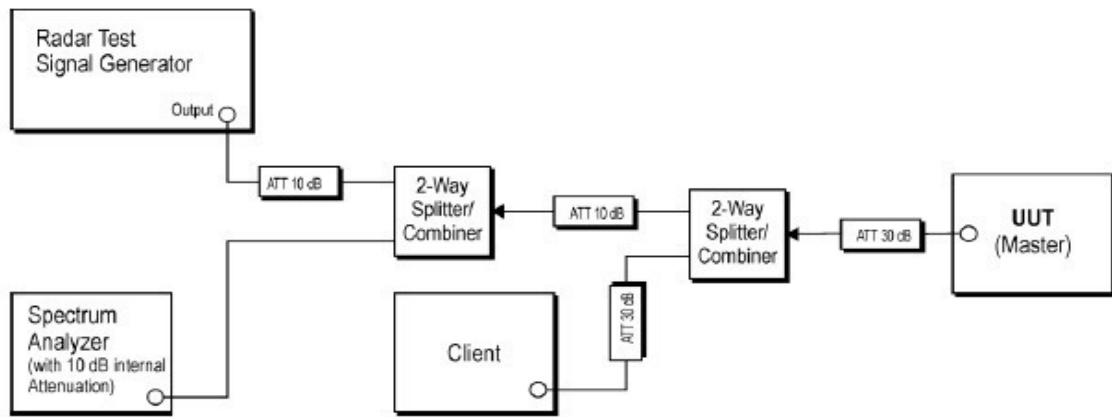 Radar Test
Signal Generator
Output
ATT 10 dB
2-Way
Splitter/
Combiner
ATT 10 dB
2-Way
Splitter/
Combiner
ATT 30 dB
UUT
(Master)
Spectrum
Analyzer
(with 10 dB internal
Attenuation)
Client
ATT 30 dB